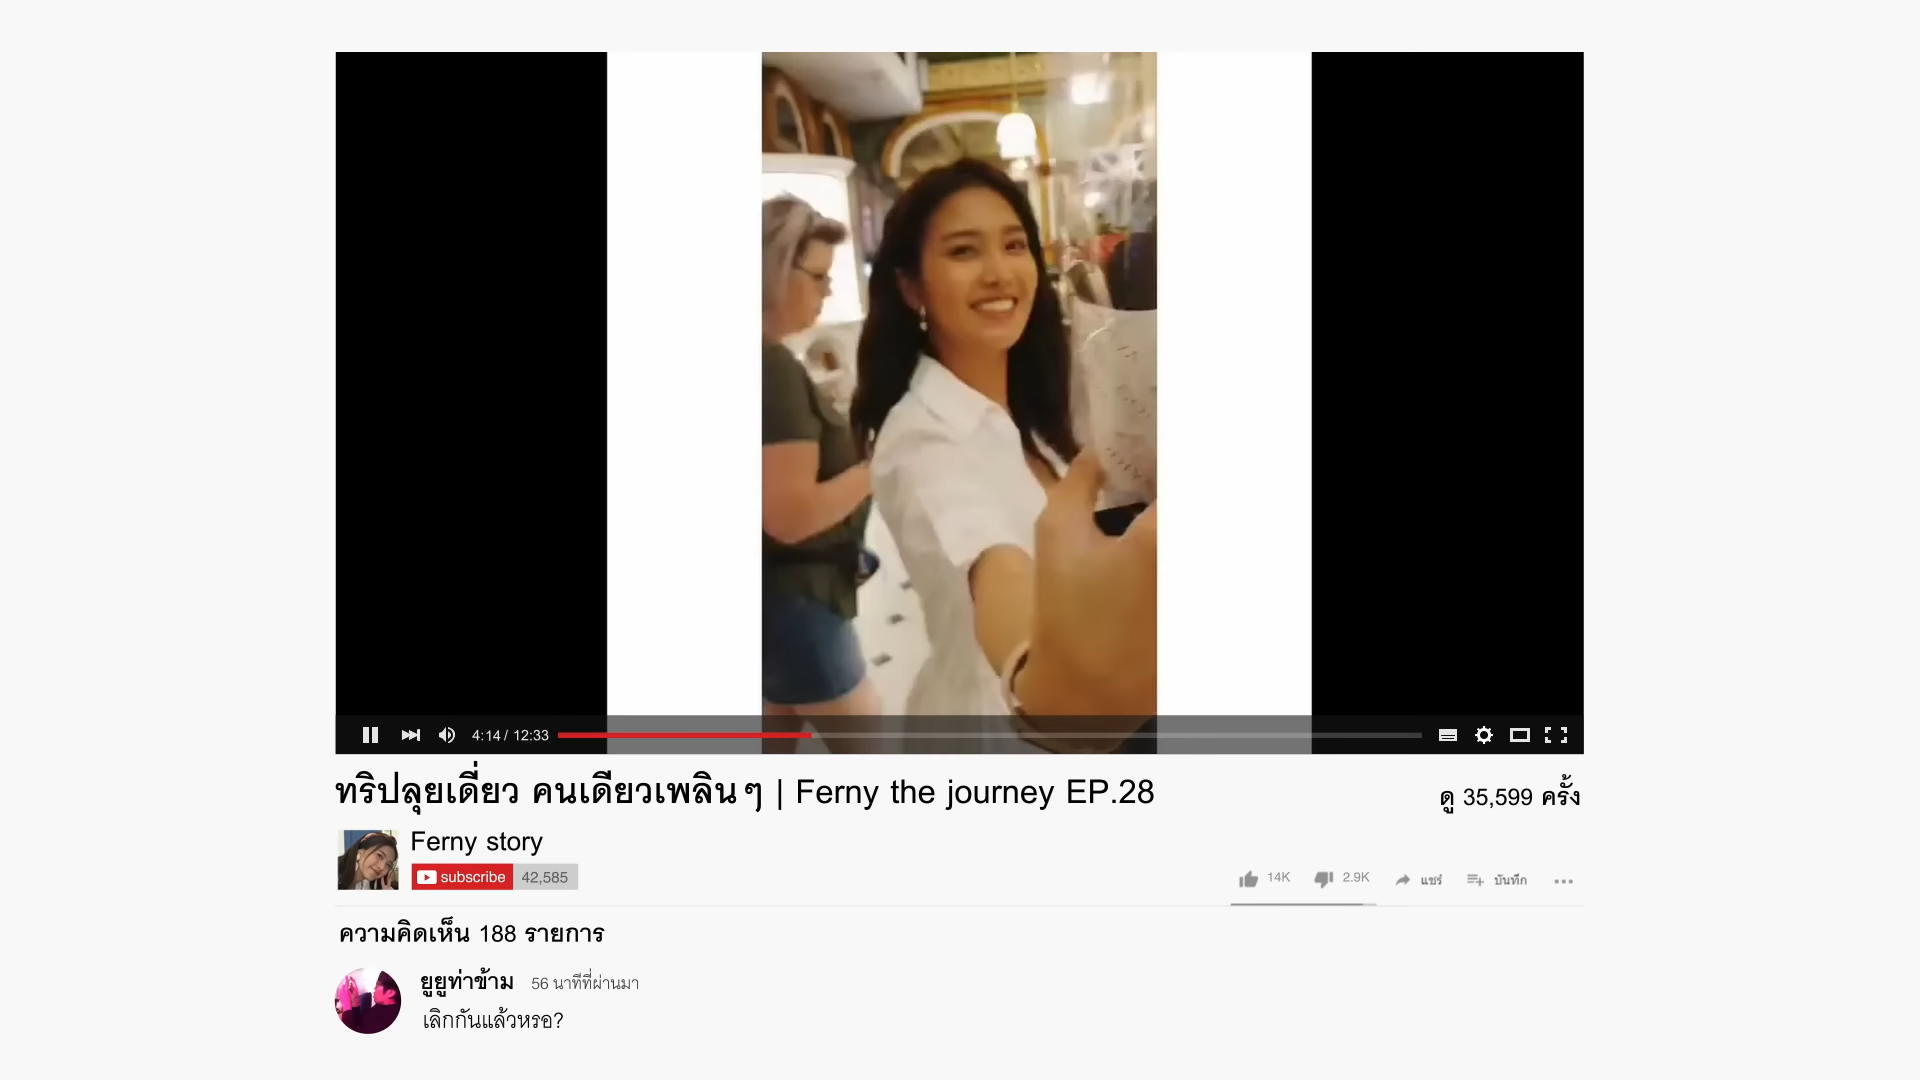 4:14 / 12:33
ทริปลุยเดี่ยว คนเดียวเพลินๆ | Ferny the journey EP.28
ดู 35,599 ครั้ง
Ferny story
subscribe 42,585
14K 2.9K แชร์ บันทึก
ความคิดเห็น 188 รายการ
ยูยูท่าข้าม 56 นาทีที่ผ่านมา
เลิกกันแล้วหรอ?